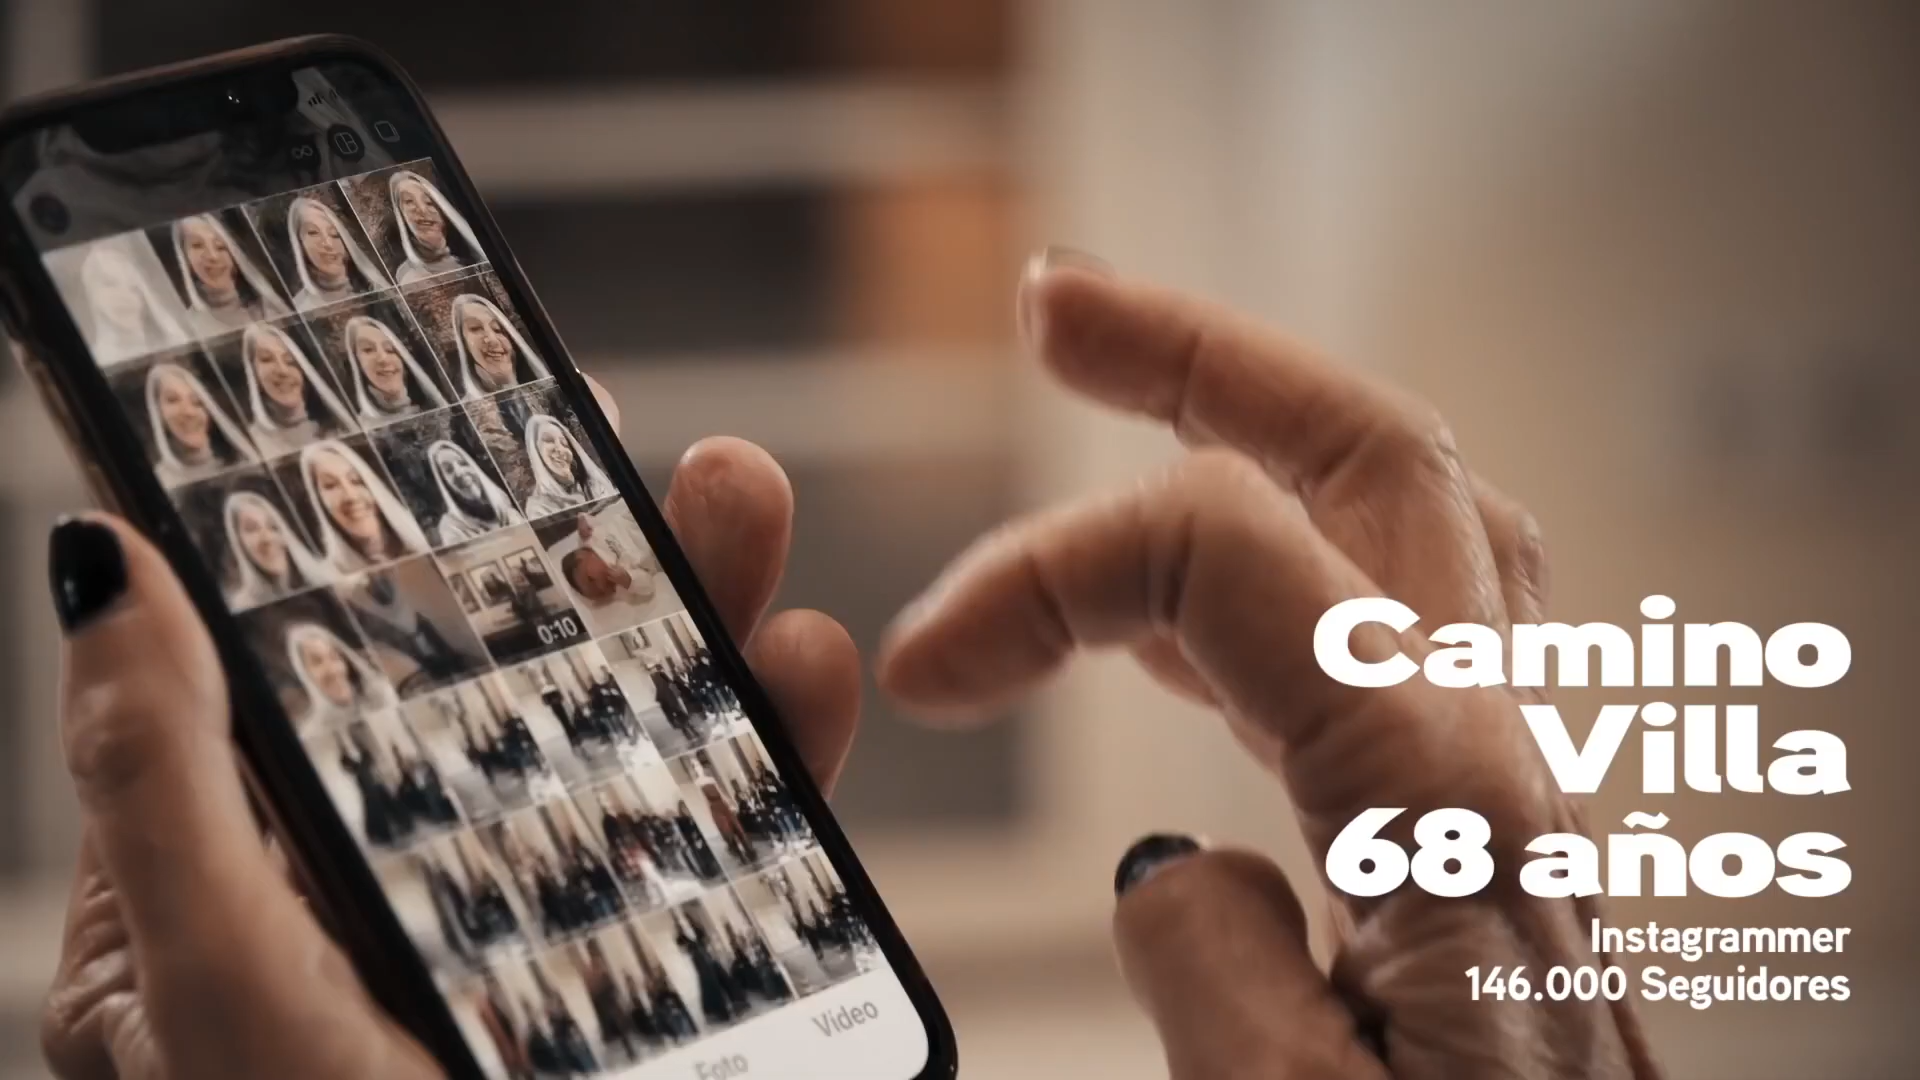 0:10
Video
Foto
Camino
Villa
68 años
Instagrammer
146.000 Seguidores